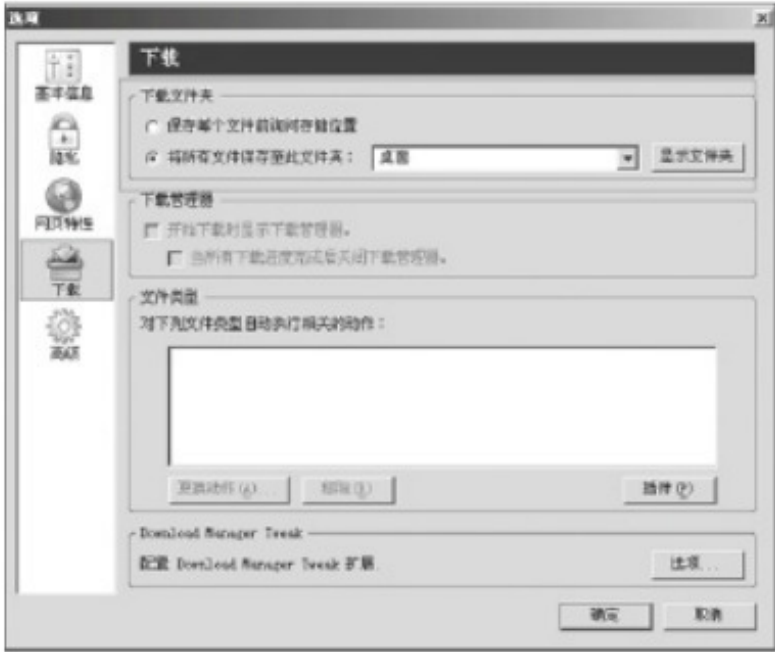 选项
基本信息
隐私
网页特性
下载
高级
下载
下载文件夹
保存每个文件前询问存储位置
将所有文件保存至此文件夹：
桌面
显示文件夹
下载管理器
开始下载时显示下载管理器。
当所有下载进度完成后关闭下载管理器。
文件类型
对下列文件类型自动执行相关的动作：
更换动作(A)...
移除(R)
插件(P)
Download Manager Tweak
配置 Download Manager Tweak 扩展.
选项...
确定
取消